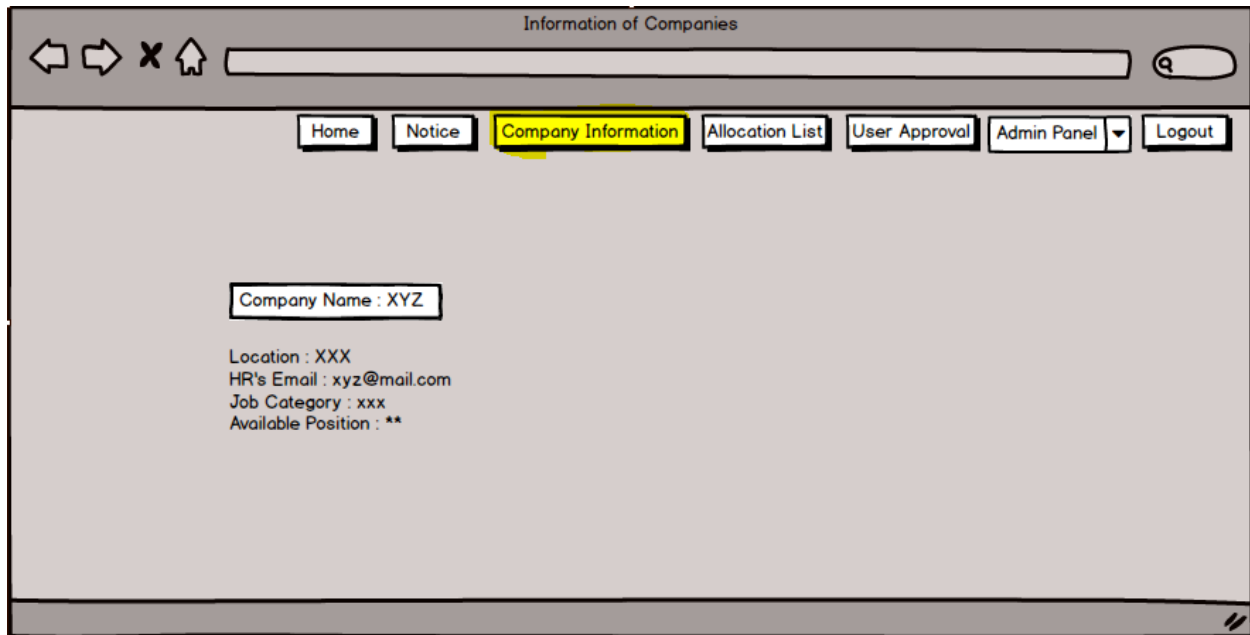 Information of Companies
Home Notice Company Information Allocation List User Approval Admin Panel Logout
Company Name : XYZ
Location : XXX
HR's Email : xyz@mail.com
Job Category : xxx
Available Position : **